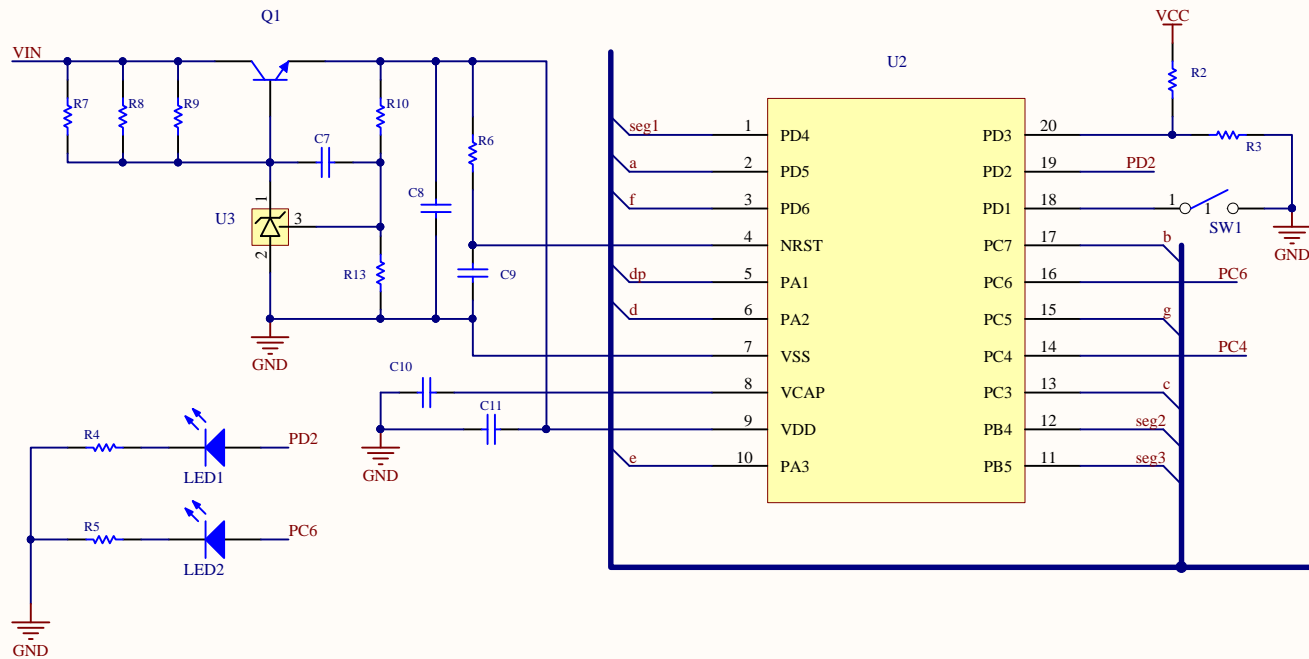 Q1
VIN
R7
R8
R9
R10
C7
R6
C8
U3
1
3
2
R13
C9
GND
C10
C11
GND
R4
PD2
LED1
R5
PC6
LED2
GND
U2
VCC
R2
R3
seg1 1 PD4
a 2 PD5
f 3 PD6
4 NRST
dp 5 PA1
d 6 PA2
7 VSS
8 VCAP
9 VDD
e 10 PA3
PD3 20
PD2 19 PD2
PD1 18
1 1
SW1
GND
PC7 17 b
PC6 16 PC6
PC5 15 g
PC4 14 PC4
PC3 13 c
PB4 12 seg2
PB5 11 seg3